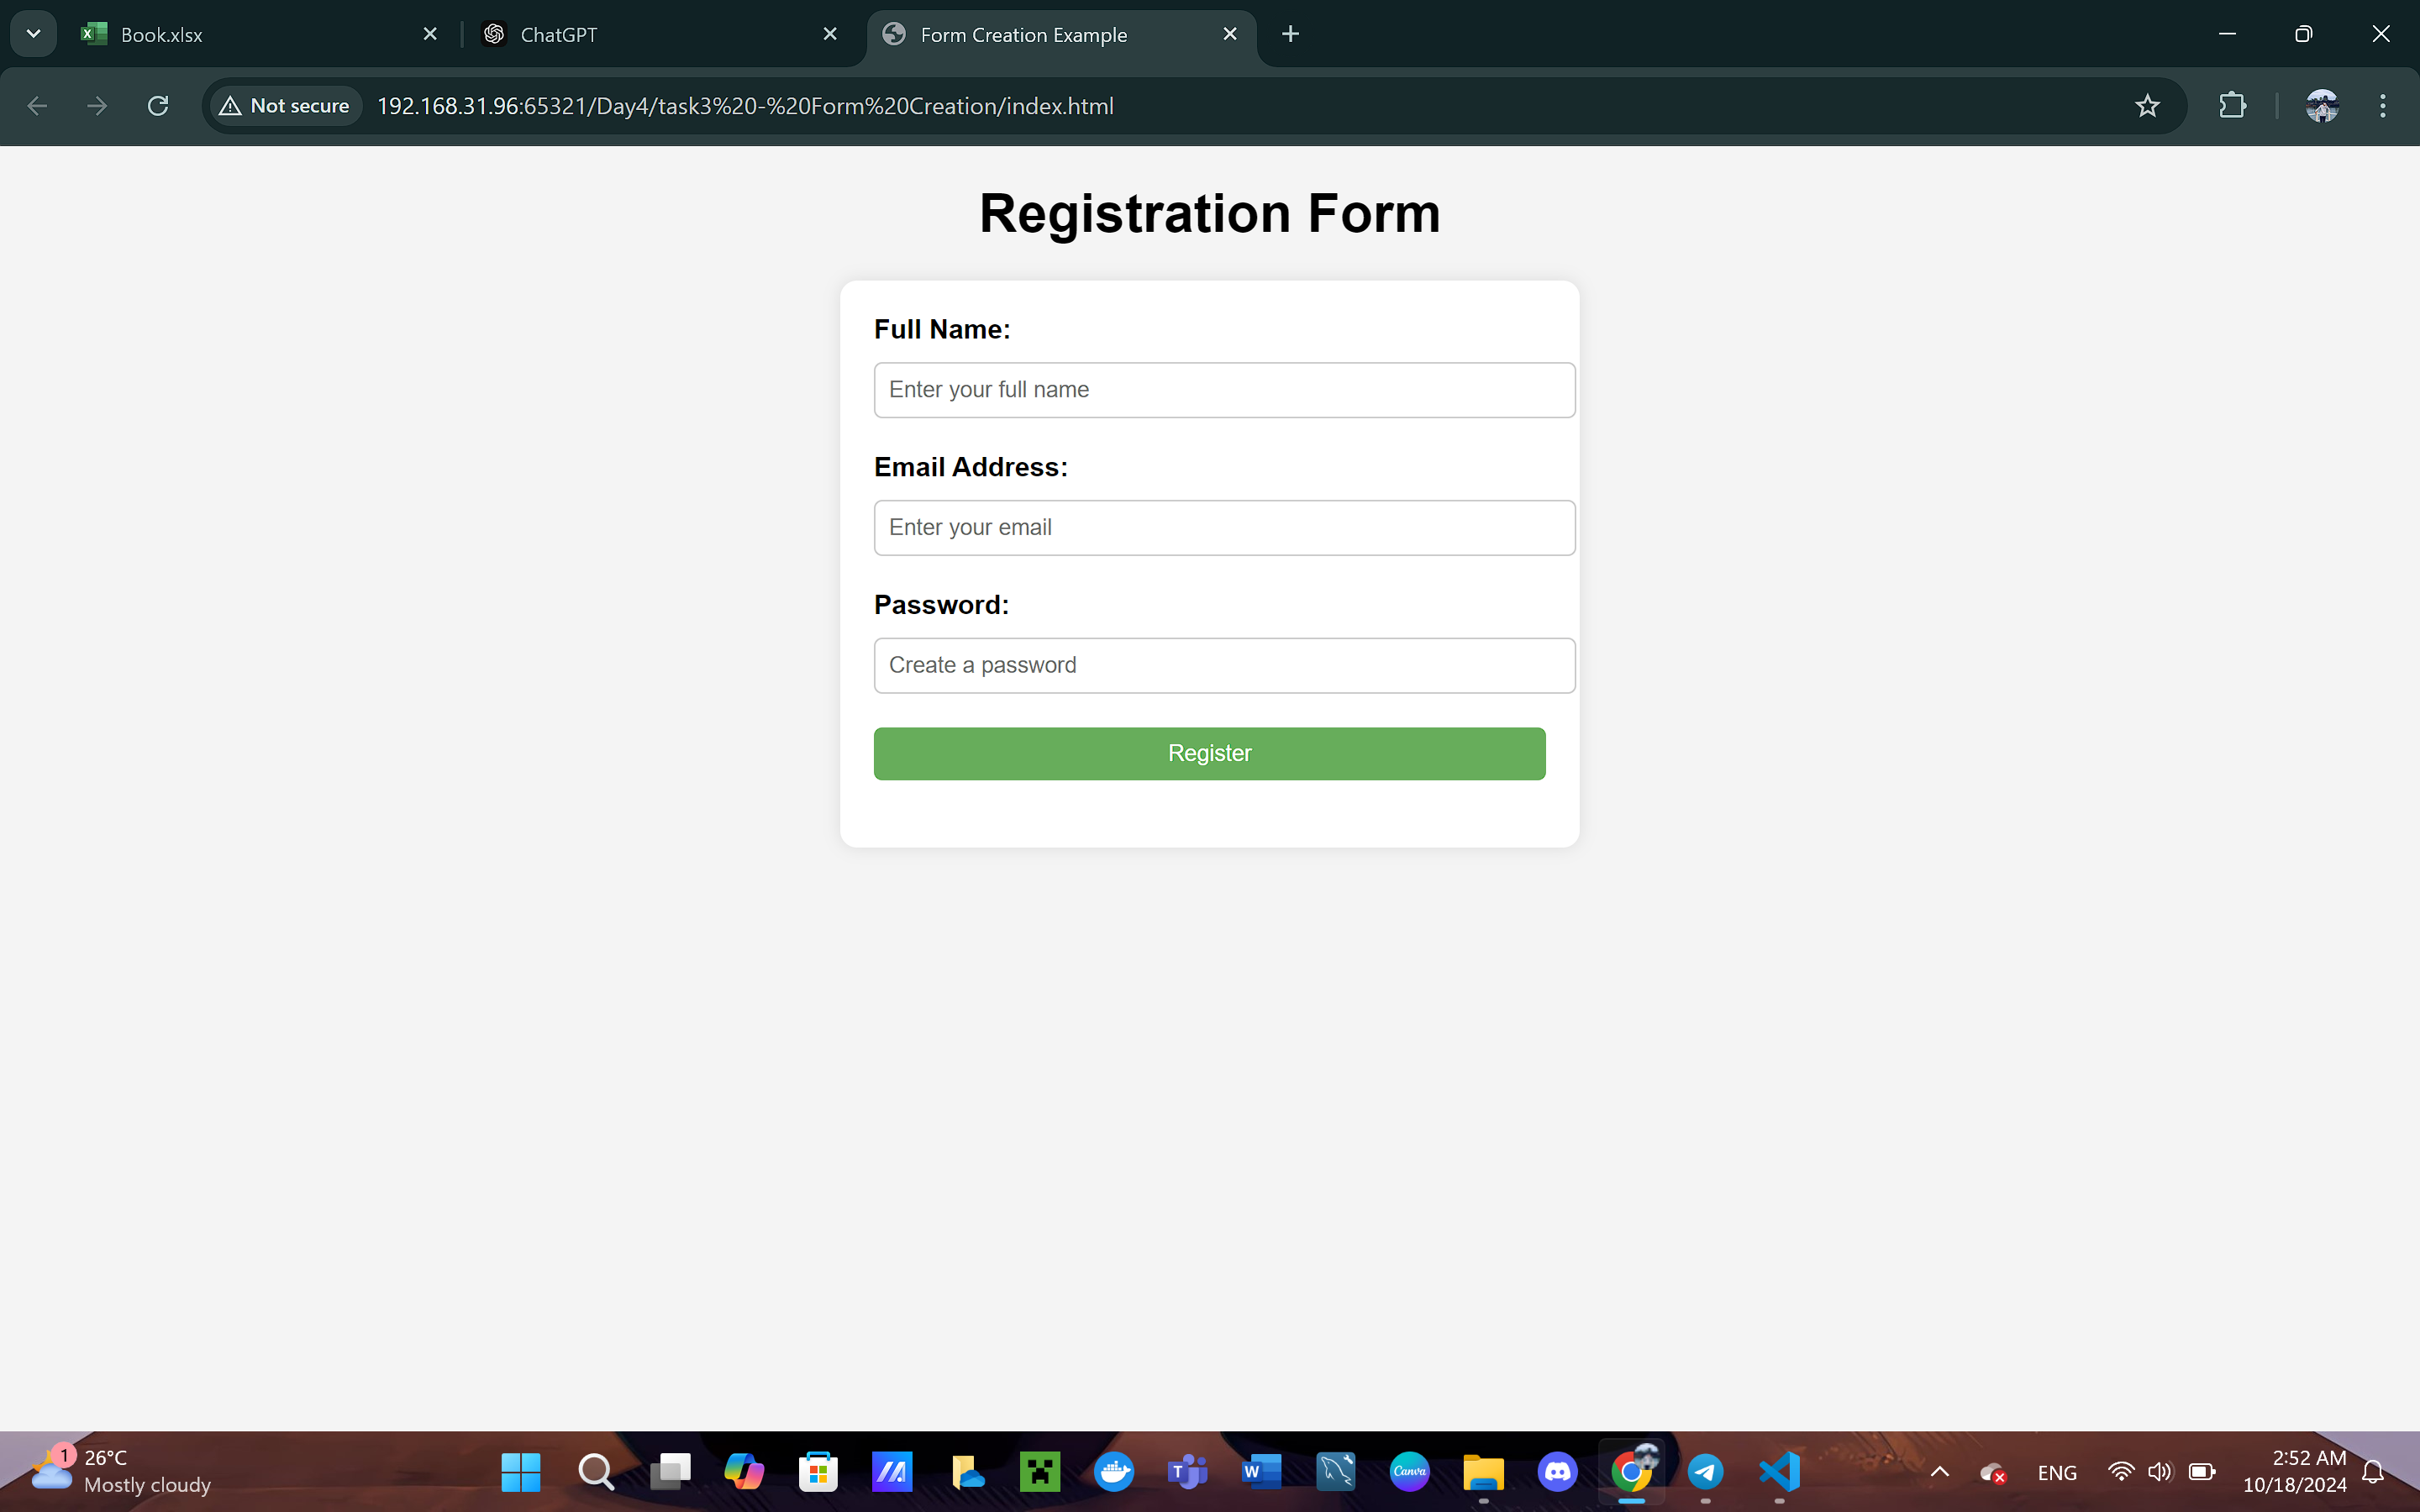 Book.xlsx
ChatGPT
Form Creation Example
Not secure
192.168.31.96:65321/Day4/task3%20-%20Form%20Creation/index.html
Registration Form
Full Name:
Enter your full name
Email Address:
Enter your email
Password:
Create a password
Register
1
26°C
Mostly cloudy
T
W
Canva
ENG
2:52 AM
10/18/2024